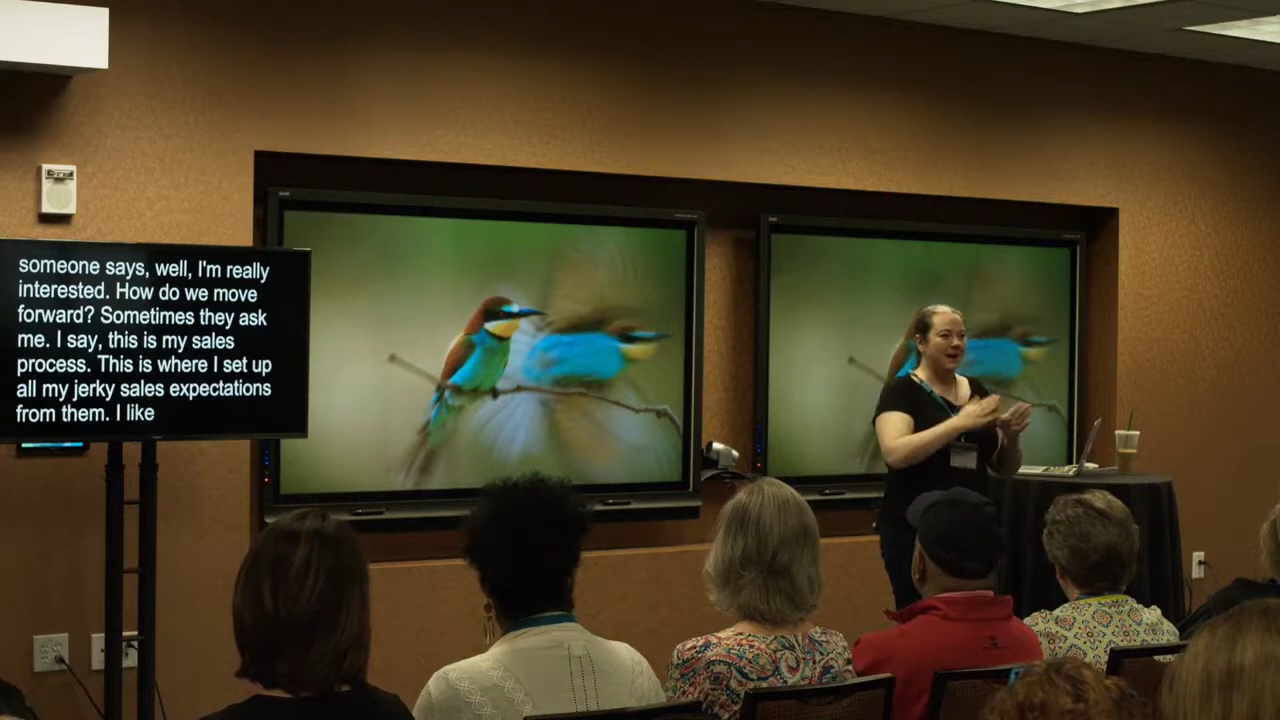 someone says, well, I'm really
interested. How do we move
forward? Sometimes they ask
me. I say, this is my sales
process. This is where I set up
all my jerky sales expectations
from them. I like